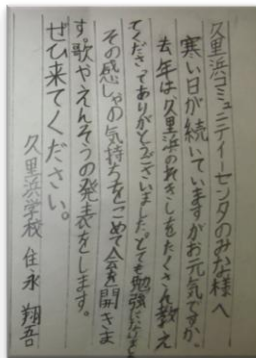 久里浜コミュニティーセンタのみな様へ
寒い日が続いていますがお元気ですか。
去年は、久里浜のれきしをたくさん教え
てくださってありがとうございました。とても勉強になりました
その感しゃの気持ちをこめて会を開きま
す。歌やえんそうの発表をします。
ぜひ来てください。
久里浜学校 住永 翔吾